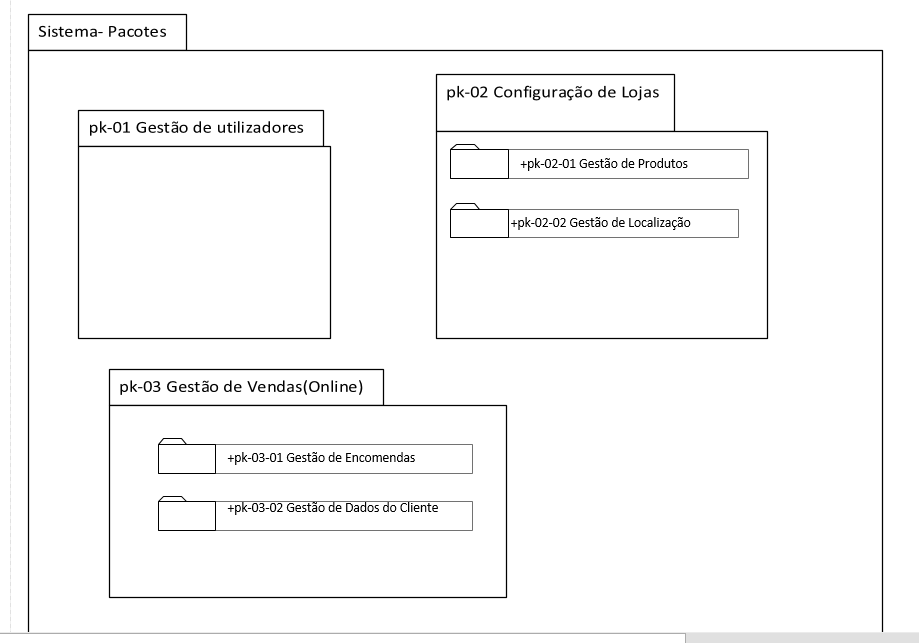 Sistema- Pacotes
pk-01 Gestão de utilizadores
pk-02 Configuração de Lojas
+pk-02-01 Gestão de Produtos
+pk-02-02 Gestão de Localização
pk-03 Gestão de Vendas(Online)
+pk-03-01 Gestão de Encomendas
+pk-03-02 Gestão de Dados do Cliente